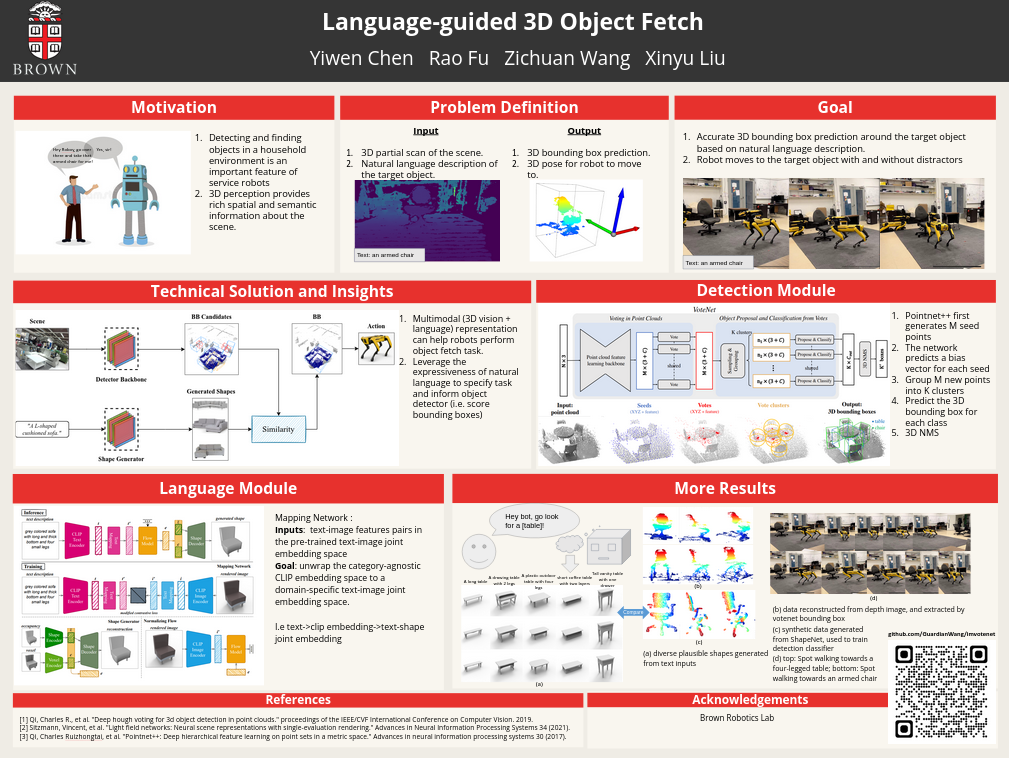 Language-guided 3D Object Fetch
Yiwen Chen Rao Fu Zichuan Wang Xinyu Liu
BROWN
Motivation
Yes, sir!
1. Detecting and finding
objects in a household
environment is an
important feature of
service robots
2. 3D perception provides
rich spatial and semantic
information about the
scene.
Problem Definition
Input
1. 3D partial scan of the scene.
2. Natural language description of
the target object.
Text: an armed chair
Output
1. 3D bounding box prediction.
2. 3D pose for robot to move
to.
Goal
1. Accurate 3D bounding box prediction around the target object
based on natural language description.
2. Robot moves to the target object with and without distractors
Text: an armed chair
Technical Solution and Insights
Scene
BB Candidates
BB
Action
Detector Backbone
Generated Shapes
"A L-shaped
cushioned sofa."
Similarity
Shape Generator
1. Multimodal (3D vision +
language) representation
can help robots perform
object fetch task.
2. Leverage the
expressiveness of natural
language to specify task
and inform object
detector (i.e. score
bounding boxes)
Detection Module
VoteNet
Voting in Point Clouds
Object Proposal and Classification from Votes
K clusters
N × 3
Point cloud feature
learning backbone
M × (3 + C)
Vote
Vote
shared
Vote
M × (3 + C)
Sampling &
Grouping
Propose & Classify
Propose & Classify
shared
Propose & Classify
3D NMS
Input:
point cloud
Seeds
(XYZ + feature)
Votes
(XYZ + feature)
Vote clusters
Output:
3D bounding boxes
table
1. Pointnet++ first
generates M seed
points
2. The network
predicts a bias
vector for each seed
3. Group M new points
into K clusters
4. Predict the 3D
bounding box for
each class
5. 3D NMS
Language Module
Inference
text description
generated shape
grey colored sofa
with long and thick
bottom and four
small legs
CLIP
Text
Encoder
Flow
Model
Shape
Decoder
Training
text description
Mapping Network
rendered image
grey colored sofa
with long and thick
bottom and four
small legs
CLIP
Text
Encoder
CLIP
Image
Encoder
modified contrastive loss
Shape Generator
reconstruction
Normalizing Flow
rendered image
occupancy
Shape
Encoder
voxel
Voxel
Encoder
Shape
Decoder
CLIP
Image
Encoder
Flow
Model
Mapping Network :
Inputs: text-image features pairs in
the pre-trained text-image joint
embedding space
Goal: unwrap the category-agnostic
CLIP embedding space to a
domain-specific text-image joint
embedding space.
I.e text->clip embedding->text-shape
joint embedding
More Results
Hey bot, go look
for a [table]!
A long table
A drawing table
with 2 legs
A plastic outdoor
table with four
legs
short coffee table
with two layers
Tall vanity table
with one
drawer
(a)
Compare
(b)
(c)
(d)
(a) diverse plausible shapes generated
from text inputs
(b) data reconstructed from depth image, and extracted by
votenet bounding box
(c) synthetic data generated
from ShapeNet, used to train
detection classifier
(d) top: Spot walking towards a
four-legged table; bottom: Spot
walking towards an armed chair
github.com/GuardianWang/imvotenet
References
[1] Qi, Charles R., et al. "Deep hough voting for 3d object detection in point clouds." proceedings of the IEEE/CVF International Conference on Computer Vision. 2019.
[2] Sitzmann, Vincent, et al. "Light field networks: Neural scene representations with single-evaluation rendering." Advances in Neural Information Processing Systems 34 (2021).
[3] Qi, Charles Ruizhongtai, et al. "Pointnet++: Deep hierarchical feature learning on point sets in a metric space." Advances in neural information processing systems 30 (2017).
Acknowledgements
Brown Robotics Lab